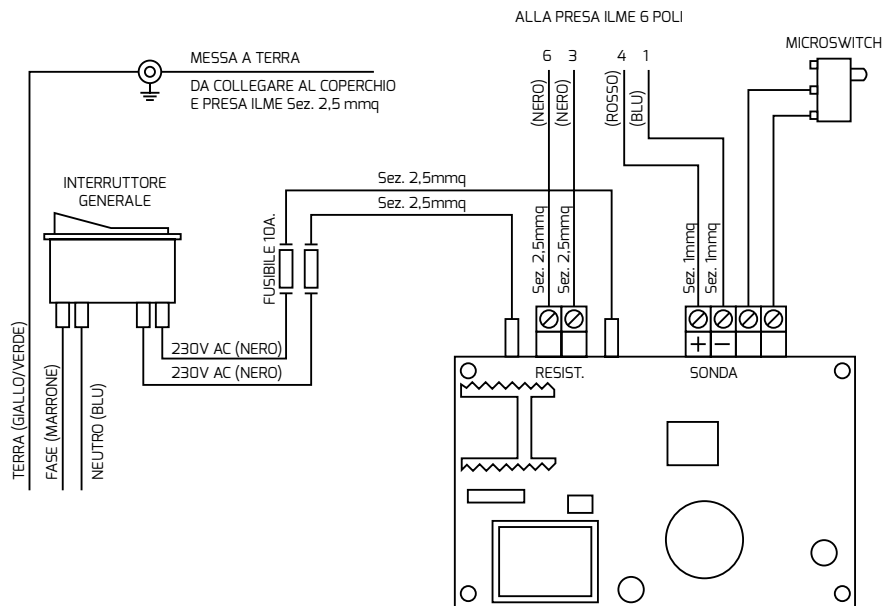 ALLA PRESA ILME 6 POLI
MICROSWITCH
MESSA A TERRA
DA COLLEGARE AL COPERCHIO
E PRESA ILME Sez. 2,5 mmq
6
3
4
1
(NERO)
(NERO)
(ROSSO)
(BLU)
INTERRUTTORE
GENERALE
Sez. 2,5mmq
Sez. 2,5mmq
FUSIBILE 10A.
Sez. 2,5mmq
Sez. 2,5mmq
Sez. 1mmq
Sez. 1mmq
230V AC (NERO)
230V AC (NERO)
+
−
RESIST.
SONDA
TERRA (GIALLO/VERDE)
FASE (MARRONE)
NEUTRO (BLU)